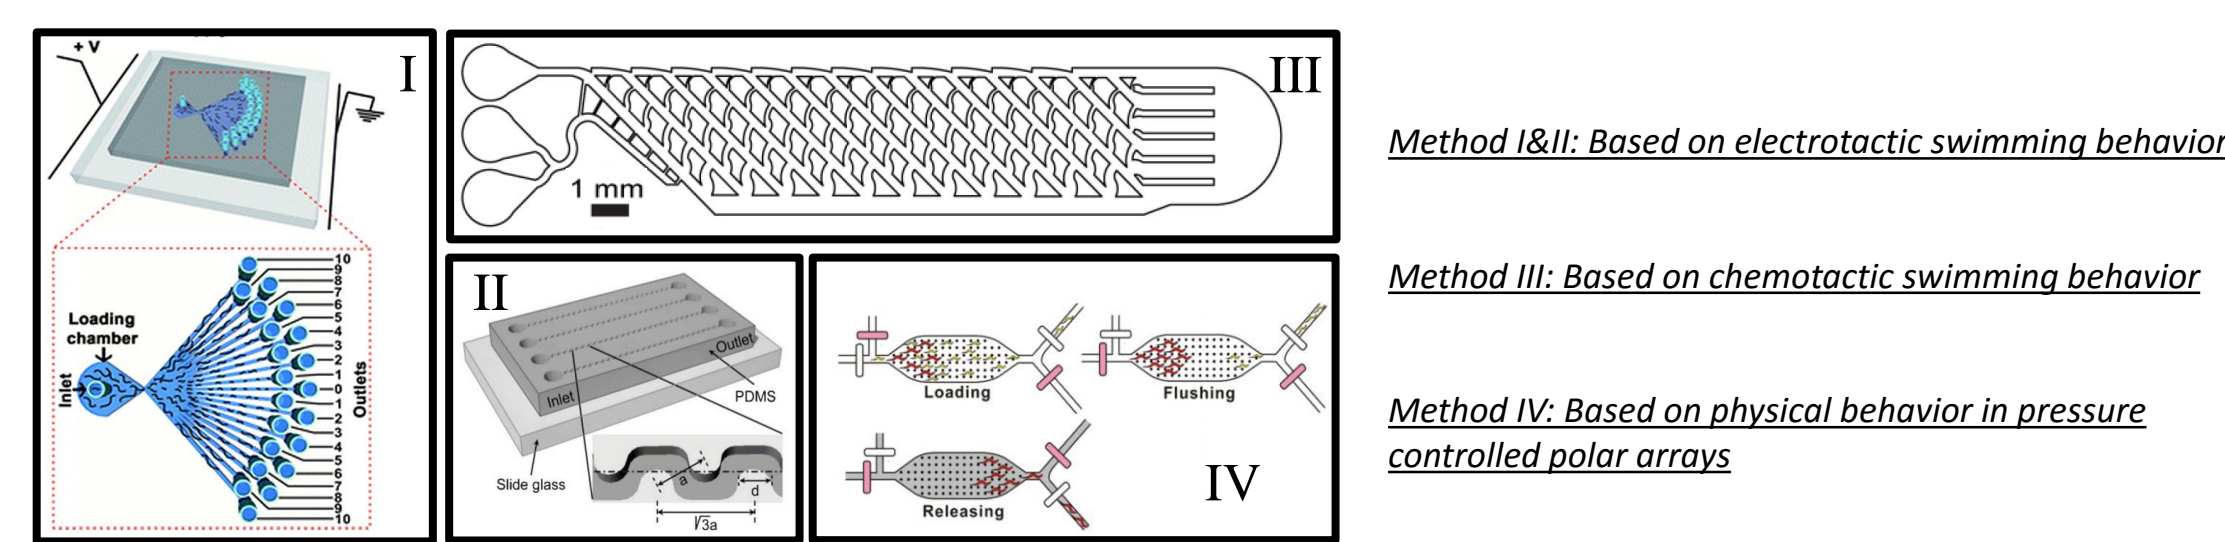 + V
I
10
9
8
7
6
5
4
3
2
1
0
1
2
3
4
5
6
7
8
9
10
Loading
chamber
Inlet
Outlets
III
1 mm
II
Outlet
Inlet
PDMS
Slide glass
a
d
√3a
Loading
Flushing
Releasing
IV
Method I&II: Based on electrotactic swimming behavior
Method III: Based on chemotactic swimming behavior
Method IV: Based on physical behavior in pressure
controlled polar arrays